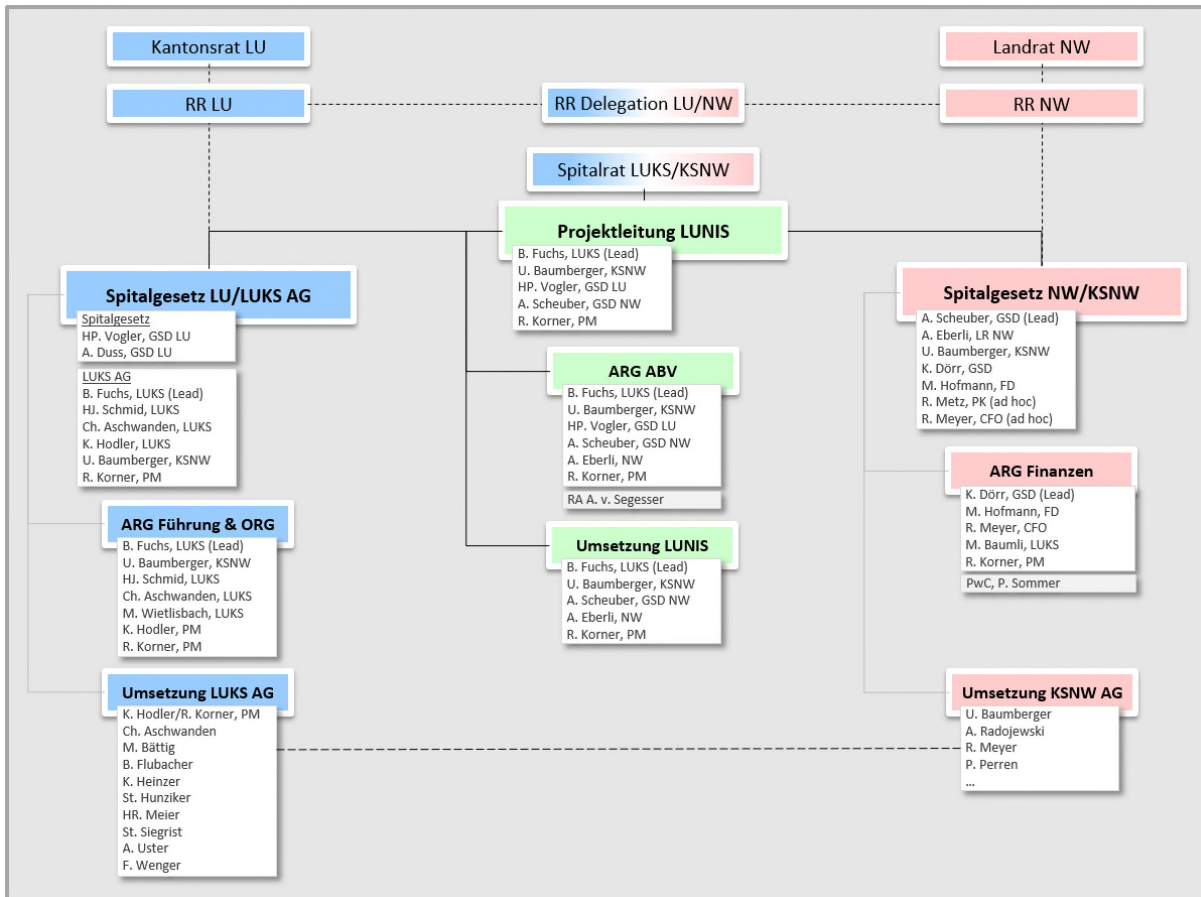 Kantonsrat LU
Landrat NW
RR LU
RR Delegation LU/NW
RR NW
Spitalrat LUKS/KSNW
Projektleitung LUNIS
B. Fuchs, LUKS (Lead)
U. Baumberger, KSNW
HP. Vogler, GSD LU
A. Scheuber, GSD NW
R. Korner, PM
Spitalgesetz LU/LUKS AG
Spitalgesetz
HP. Vogler, GSD LU
A. Duss, GSD LU
LUKS AG
B. Fuchs, LUKS (Lead)
HJ. Schmid, LUKS
Ch. Aschwanden, LUKS
K. Hodler, LUKS
U. Baumberger, KSNW
R. Korner, PM
ARG Führung & ORG
B. Fuchs, LUKS (Lead)
U. Baumberger, KSNW
HJ. Schmid, LUKS
Ch. Aschwanden, LUKS
M. Wietlisbach, LUKS
K. Hodler, PM
R. Korner, PM
Umsetzung LUKS AG
K. Hodler/R. Korner, PM
Ch. Aschwanden
M. Bättig
B. Flubacher
K. Heinzer
St. Hunziker
HR. Meier
St. Siegrist
A. Uster
F. Wenger
ARG ABV
B. Fuchs, LUKS (Lead)
U. Baumberger, KSNW
HP. Vogler, GSD LU
A. Scheuber, GSD NW
A. Eberli, NW
R. Korner, PM
RA A. v. Segesser
Umsetzung LUNIS
B. Fuchs, LUKS (Lead)
U. Baumberger, KSNW
A. Scheuber, GSD NW
A. Eberli, NW
R. Korner, PM
Spitalgesetz NW/KSNW
A. Scheuber, GSD (Lead)
A. Eberli, LR NW
U. Baumberger, KSNW
K. Dörr, GSD
M. Hofmann, FD
R. Metz, PK (ad hoc)
R. Meyer, CFO (ad hoc)
ARG Finanzen
K. Dörr, GSD (Lead)
M. Hofmann, FD
R. Meyer, CFO
M. Baumli, LUKS
R. Korner, PM
PwC, P. Sommer
Umsetzung KSNW AG
U. Baumberger
A. Radojewski
R. Meyer
P. Perren
...